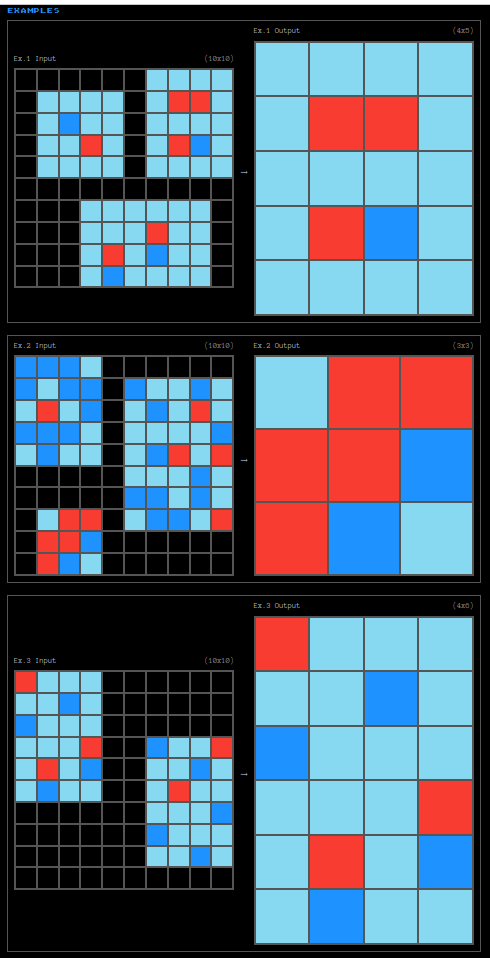 EXAMPLES
Ex.1 Output (4x5)
Ex.1 Input (10x10)
→
Ex.2 Input (10x10)
Ex.2 Output (3x3)
→
Ex.3 Output (4x6)
Ex.3 Input (10x10)
→